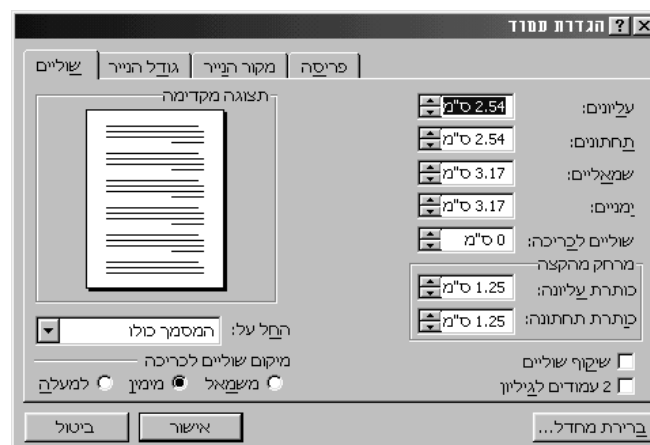 הגדרת עמוד
שוליים
גודל הנייר
מקור הנייר
פריסה
עליונים: 2.54 ס"מ
תחתונים: 2.54 ס"מ
שמאליים: 3.17 ס"מ
ימניים: 3.17 ס"מ
שוליים לכריכה: 0 ס"מ
מרחק מהקצה
כותרת עליונה: 1.25 ס"מ
כותרת תחתונה: 1.25 ס"מ
שיקוף שוליים
2 עמודים לגיליון
תצוגה מקדימה
החל על: המסמך כולו
מיקום שוליים לכריכה
משמאל מימין למעלה
ברירת מחדל...
אישור
ביטול